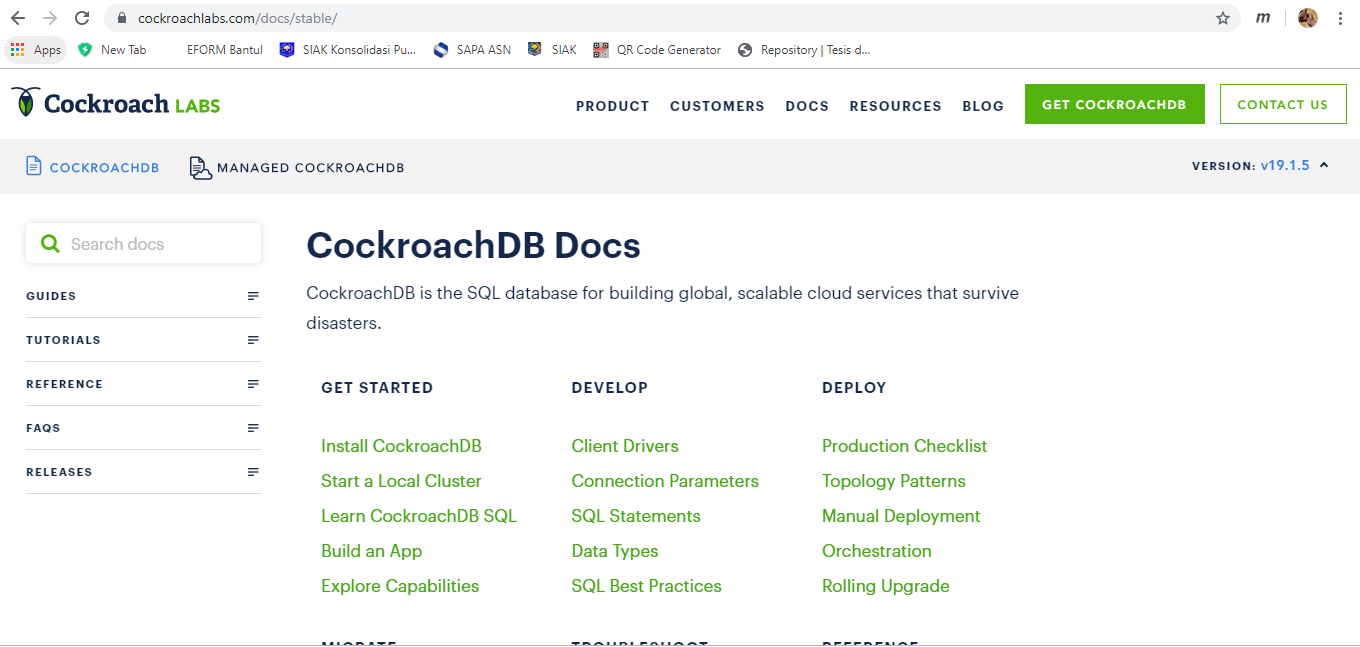 cockroachlabs.com/docs/stable/
m
Apps New Tab EFORM Bantul SIAK Konsolidasi Pu... SAPA ASN SIAK QR Code Generator Repository | Tesis d...
Cockroach LABS
PRODUCT CUSTOMERS DOCS RESOURCES BLOG GET COCKROACHDB CONTACT US
COCKROACHDB MANAGED COCKROACHDB VERSION: v19.1.5
Search docs
GUIDES
TUTORIALS
REFERENCE
FAQS
RELEASES
CockroachDB Docs
CockroachDB is the SQL database for building global, scalable cloud services that survive
disasters.
GET STARTED
Install CockroachDB
Start a Local Cluster
Learn CockroachDB SQL
Build an App
Explore Capabilities
DEVELOP
Client Drivers
Connection Parameters
SQL Statements
Data Types
SQL Best Practices
DEPLOY
Production Checklist
Topology Patterns
Manual Deployment
Orchestration
Rolling Upgrade
MIGRATE
TROUBLESHOOT
REFERENCE